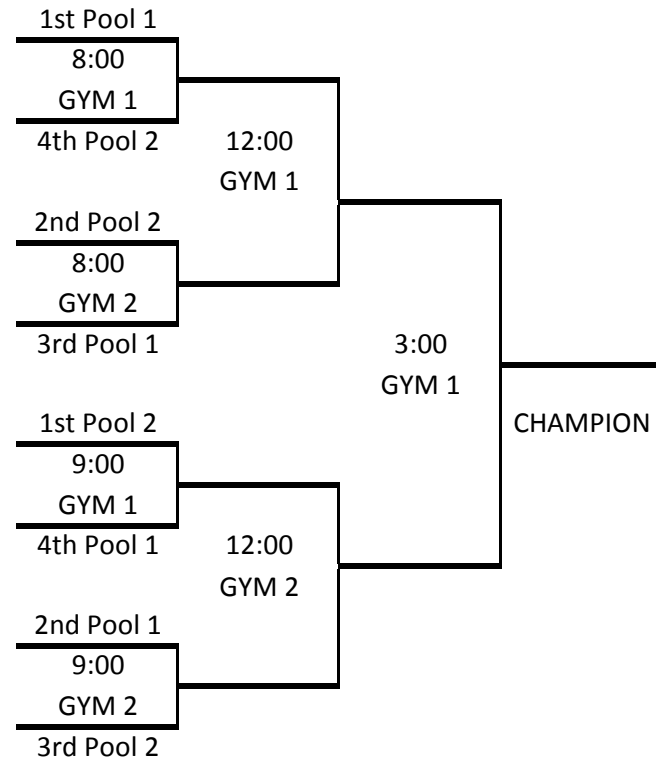 1st Pool 1
8:00
GYM 1
4th Pool 2
12:00
GYM 1
2nd Pool 2
8:00
GYM 2
3rd Pool 1
3:00
GYM 1
1st Pool 2
CHAMPION
9:00
GYM 1
4th Pool 1
12:00
GYM 2
2nd Pool 1
9:00
GYM 2
3rd Pool 2